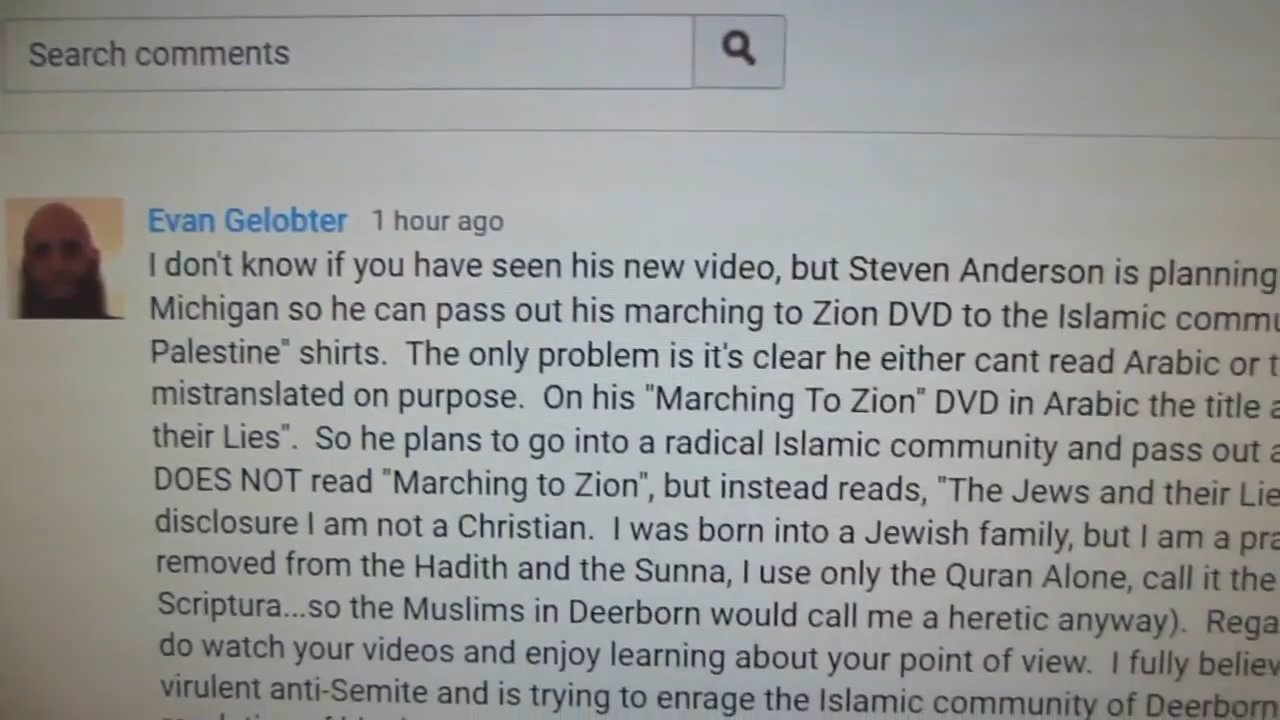 Search comments
Evan Gelobter 1 hour ago
I don't know if you have seen his new video, but Steven Anderson is planning
Michigan so he can pass out his marching to Zion DVD to the Islamic
Palestine" shirts. The only problem is it's clear he either cant read Arabic or
mistranslated on purpose. On his "Marching To Zion" DVD in Arabic the title
their Lies". So he plans to go into a radical Islamic community and pass out
DOES NOT read "Marching to Zion", but instead reads, "The Jews and their
disclosure I am not a Christian. I was born into a Jewish family, but I am a
removed from the Hadith and the Sunna, I use only the Quran Alone, call it the
Scriptura...so the Muslims in Deerborn would call me a heretic anyway).
do watch your videos and enjoy learning about your point of view. I fully
virulent anti-Semite and is trying to enrage the Islamic community of Deerborn